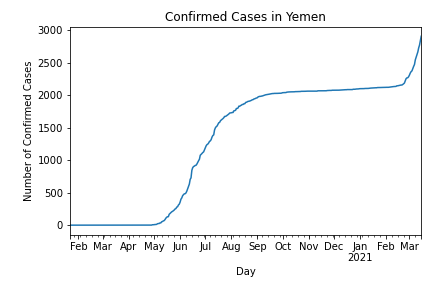 Confirmed Cases in Yemen
Number of Confirmed Cases
3000
2500
2000
1500
1000
500
0
Feb Mar Apr May Jun Jul Aug Sep Oct Nov Dec Jan Feb Mar
2021
Day